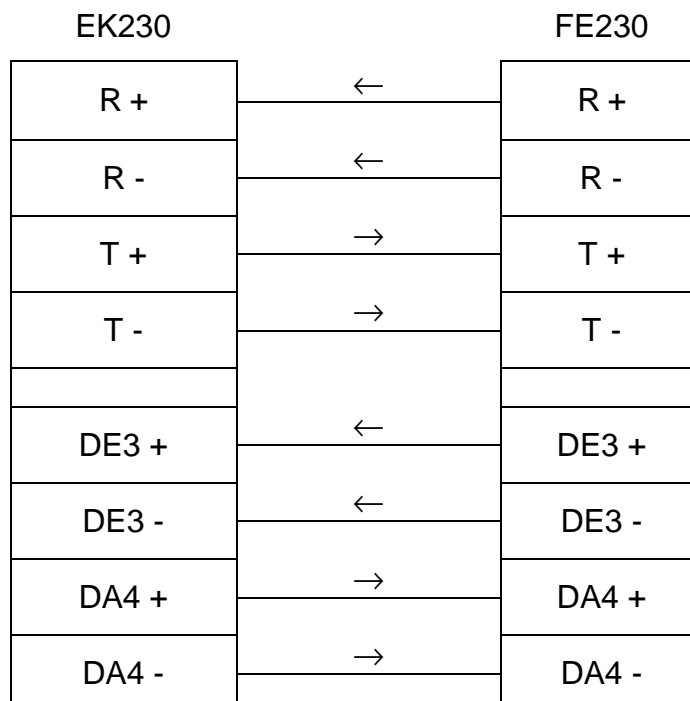 EK230 FE230
R + ← R +
R - ← R -
T + → T +
T - → T -
DE3 + ← DE3 +
DE3 - ← DE3 -
DA4 + → DA4 +
DA4 - → DA4 -